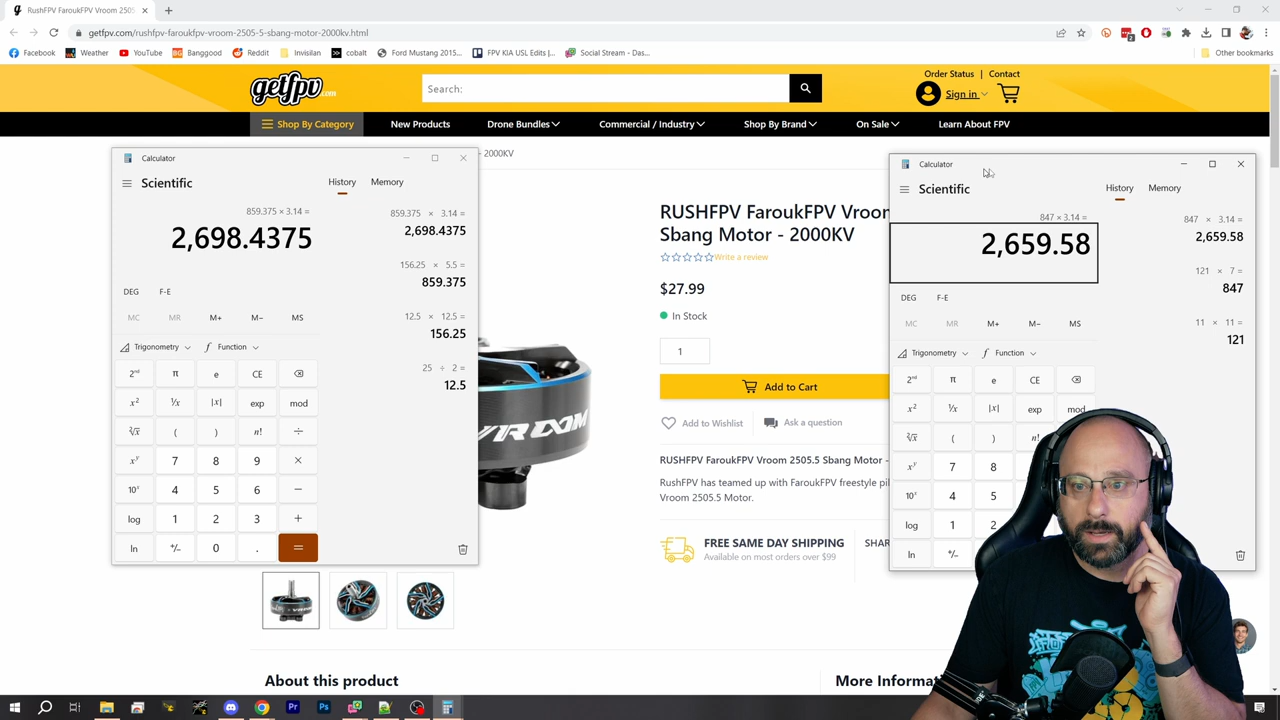 RushFPV FaroukFPV Vroom 2505
getfpv.com/rushfpv-faroukfpv-vroom-2505-5-sbang-motor-2000kv.html
Facebook
Weather
YouTube
Banggood
Reddit
Invisilan
cobalt
Ford Mustang 2015...
FPV KIA USL Edits |...
Social Stream - Das...
Other bookmarks
getfpv.com
Search:
Order Status | Contact
Sign in
Shop By Category
New Products
Drone Bundles
Commercial / Industry
Shop By Brand
On Sale
Learn About FPV
- 2000KV
RUSHFPV FaroukFPV Vroom
Sbang Motor - 2000KV
Write a review
$27.99
In Stock
1
Add to Cart
Add to Wishlist
Ask a question
RUSHFPV FaroukFPV Vroom 2505.5 Sbang Motor -
RushFPV has teamed up with FaroukFPV freestyle pil
Vroom 2505.5 Motor.
FREE SAME DAY SHIPPING
Available on most orders over $99
SHAR
VROOM
About this product
More Informa
Calculator
Scientific
History
Memory
859.375 × 3.14 =
2,698.4375
859.375 × 3.14 =
2,698.4375
156.25 × 5.5 =
859.375
12.5 × 12.5 =
156.25
25 ÷ 2 =
12.5
DEG
F-E
MC MR M+ M− MS
Trigonometry
Function
2ⁿᵈ π e CE
x² ¹/x |x| exp mod
²√x ( ) n! ÷
xʸ 7 8 9 ×
10ˣ 4 5 6 −
log 1 2 3 +
ln +/− 0 . =
Calculator
Scientific
History
Memory
847 × 3.14 =
2,659.58
847 × 3.14 =
2,659.58
121 × 7 =
847
11 × 11 =
121
DEG
F-E
MC MR M+ M− MS
Trigonometry
Function
2ⁿᵈ π e CE
x² ¹/x |x| exp mod
²√x ( ) n!
xʸ 7 8
10ˣ 4 5
log 1 2
ln +/−